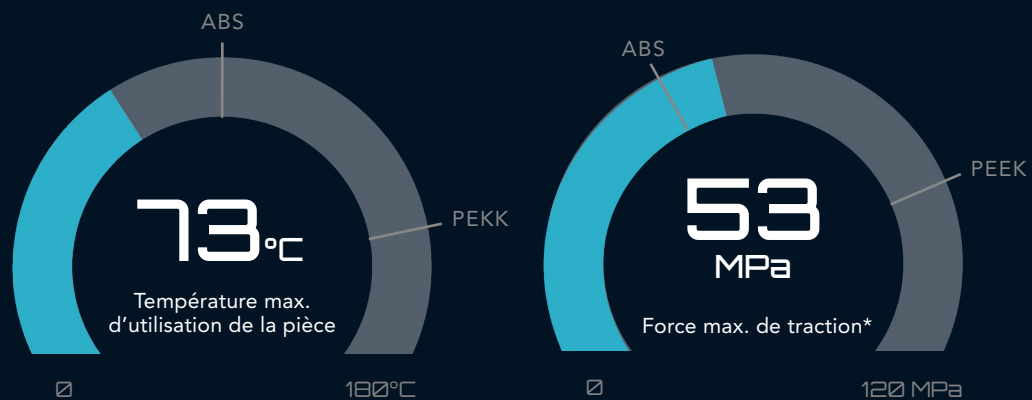 ABS
PEKK
73°C
Température max.
d’utilisation de la pièce
0
180°C
ABS
PEEK
53
MPa
Force max. de traction*
0
120 MPa